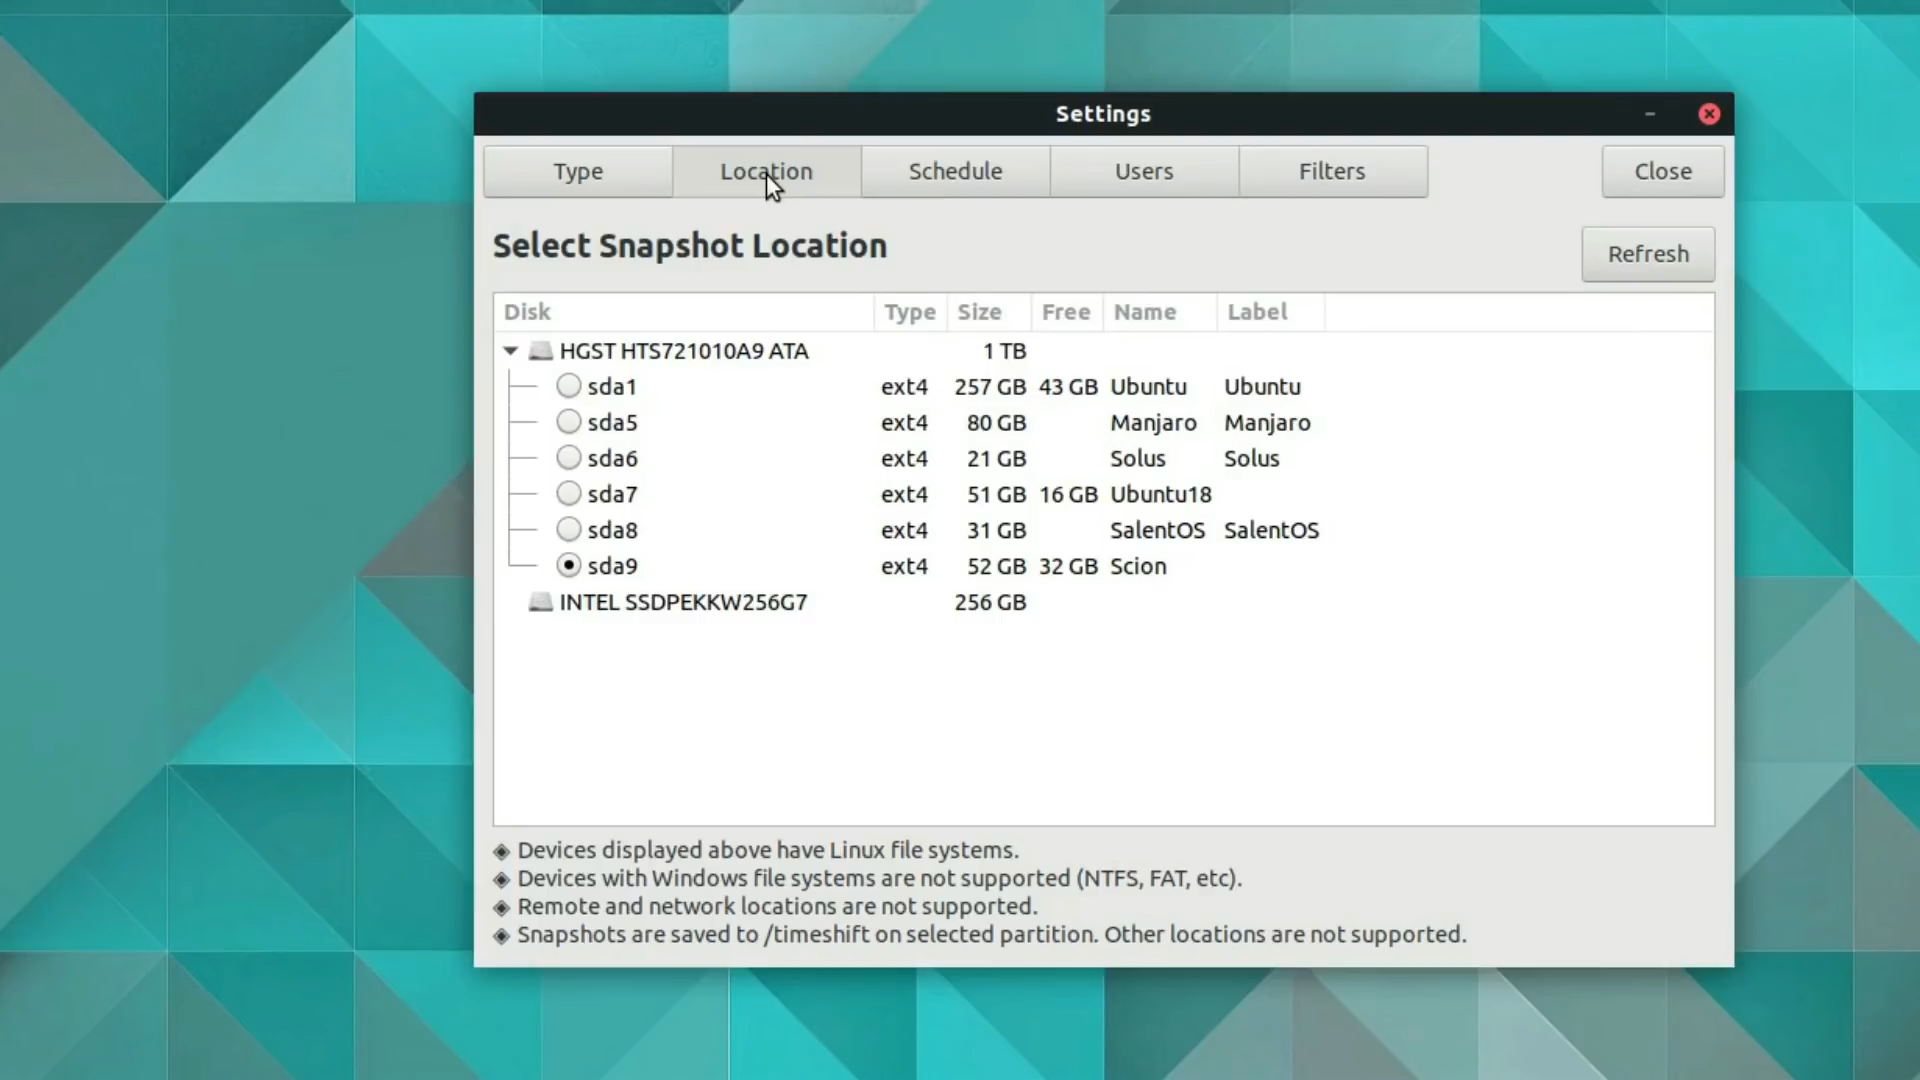 Settings
Type Location Schedule Users Filters Close
Select Snapshot Location
Refresh
Disk Type Size Free Name Label
HGST HTS721010A9 ATA 1 TB
sda1 ext4 257 GB 43 GB Ubuntu Ubuntu
sda5 ext4 80 GB Manjaro Manjaro
sda6 ext4 21 GB Solus Solus
sda7 ext4 51 GB 16 GB Ubuntu18
sda8 ext4 31 GB SalentOS SalentOS
sda9 ext4 52 GB 32 GB Scion
INTEL SSDPEKKW256G7 256 GB
Devices displayed above have Linux file systems.
Devices with Windows file systems are not supported (NTFS, FAT, etc).
Remote and network locations are not supported.
Snapshots are saved to /timeshift on selected partition. Other locations are not supported.